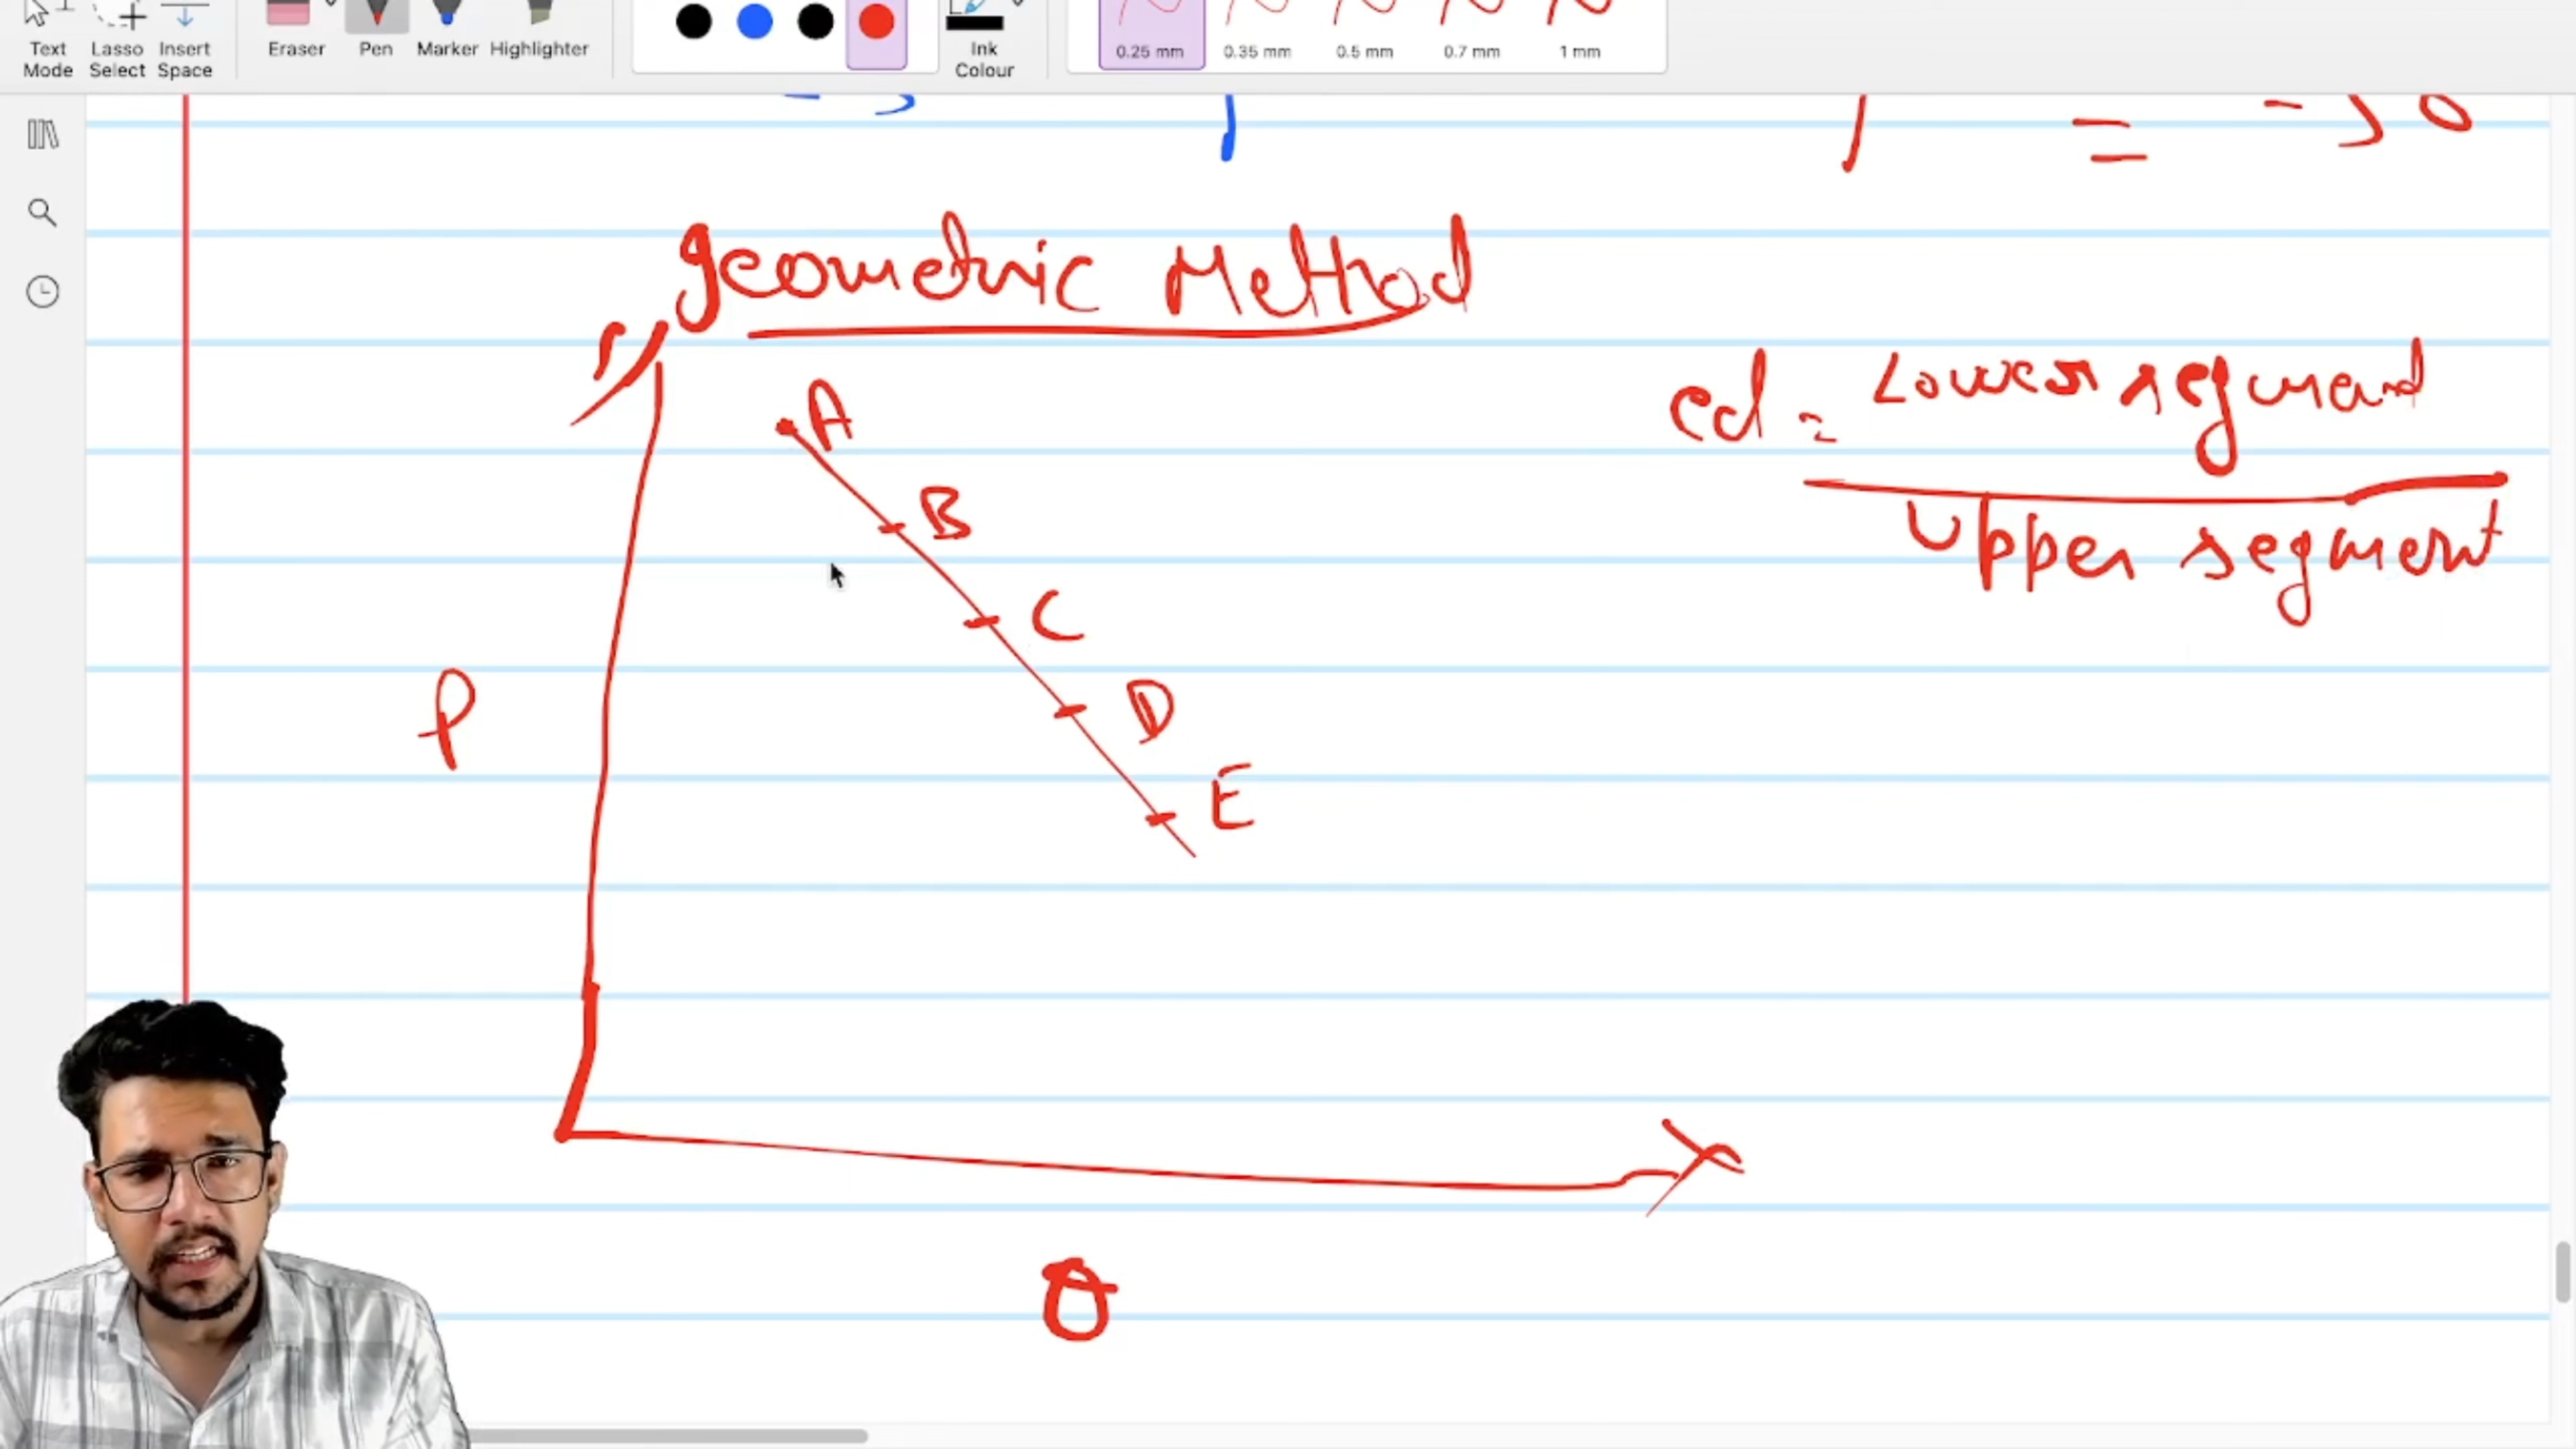 Text Mode
Lasso Select
Insert Space
Eraser
Pen
Marker
Highlighter
Ink Colour
0.25 mm
0.35 mm
0.5 mm
0.7 mm
1 mm
geometric Method
A
B
C
D
E
P
Q
ed = Lower segment
Upper segment